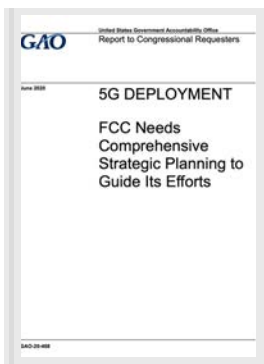 United States Government Accountability Office
GAO
Report to Congressional Requesters
June 2020
5G DEPLOYMENT
FCC Needs
Comprehensive
Strategic Planning to
Guide Its Efforts
GAO-20-468